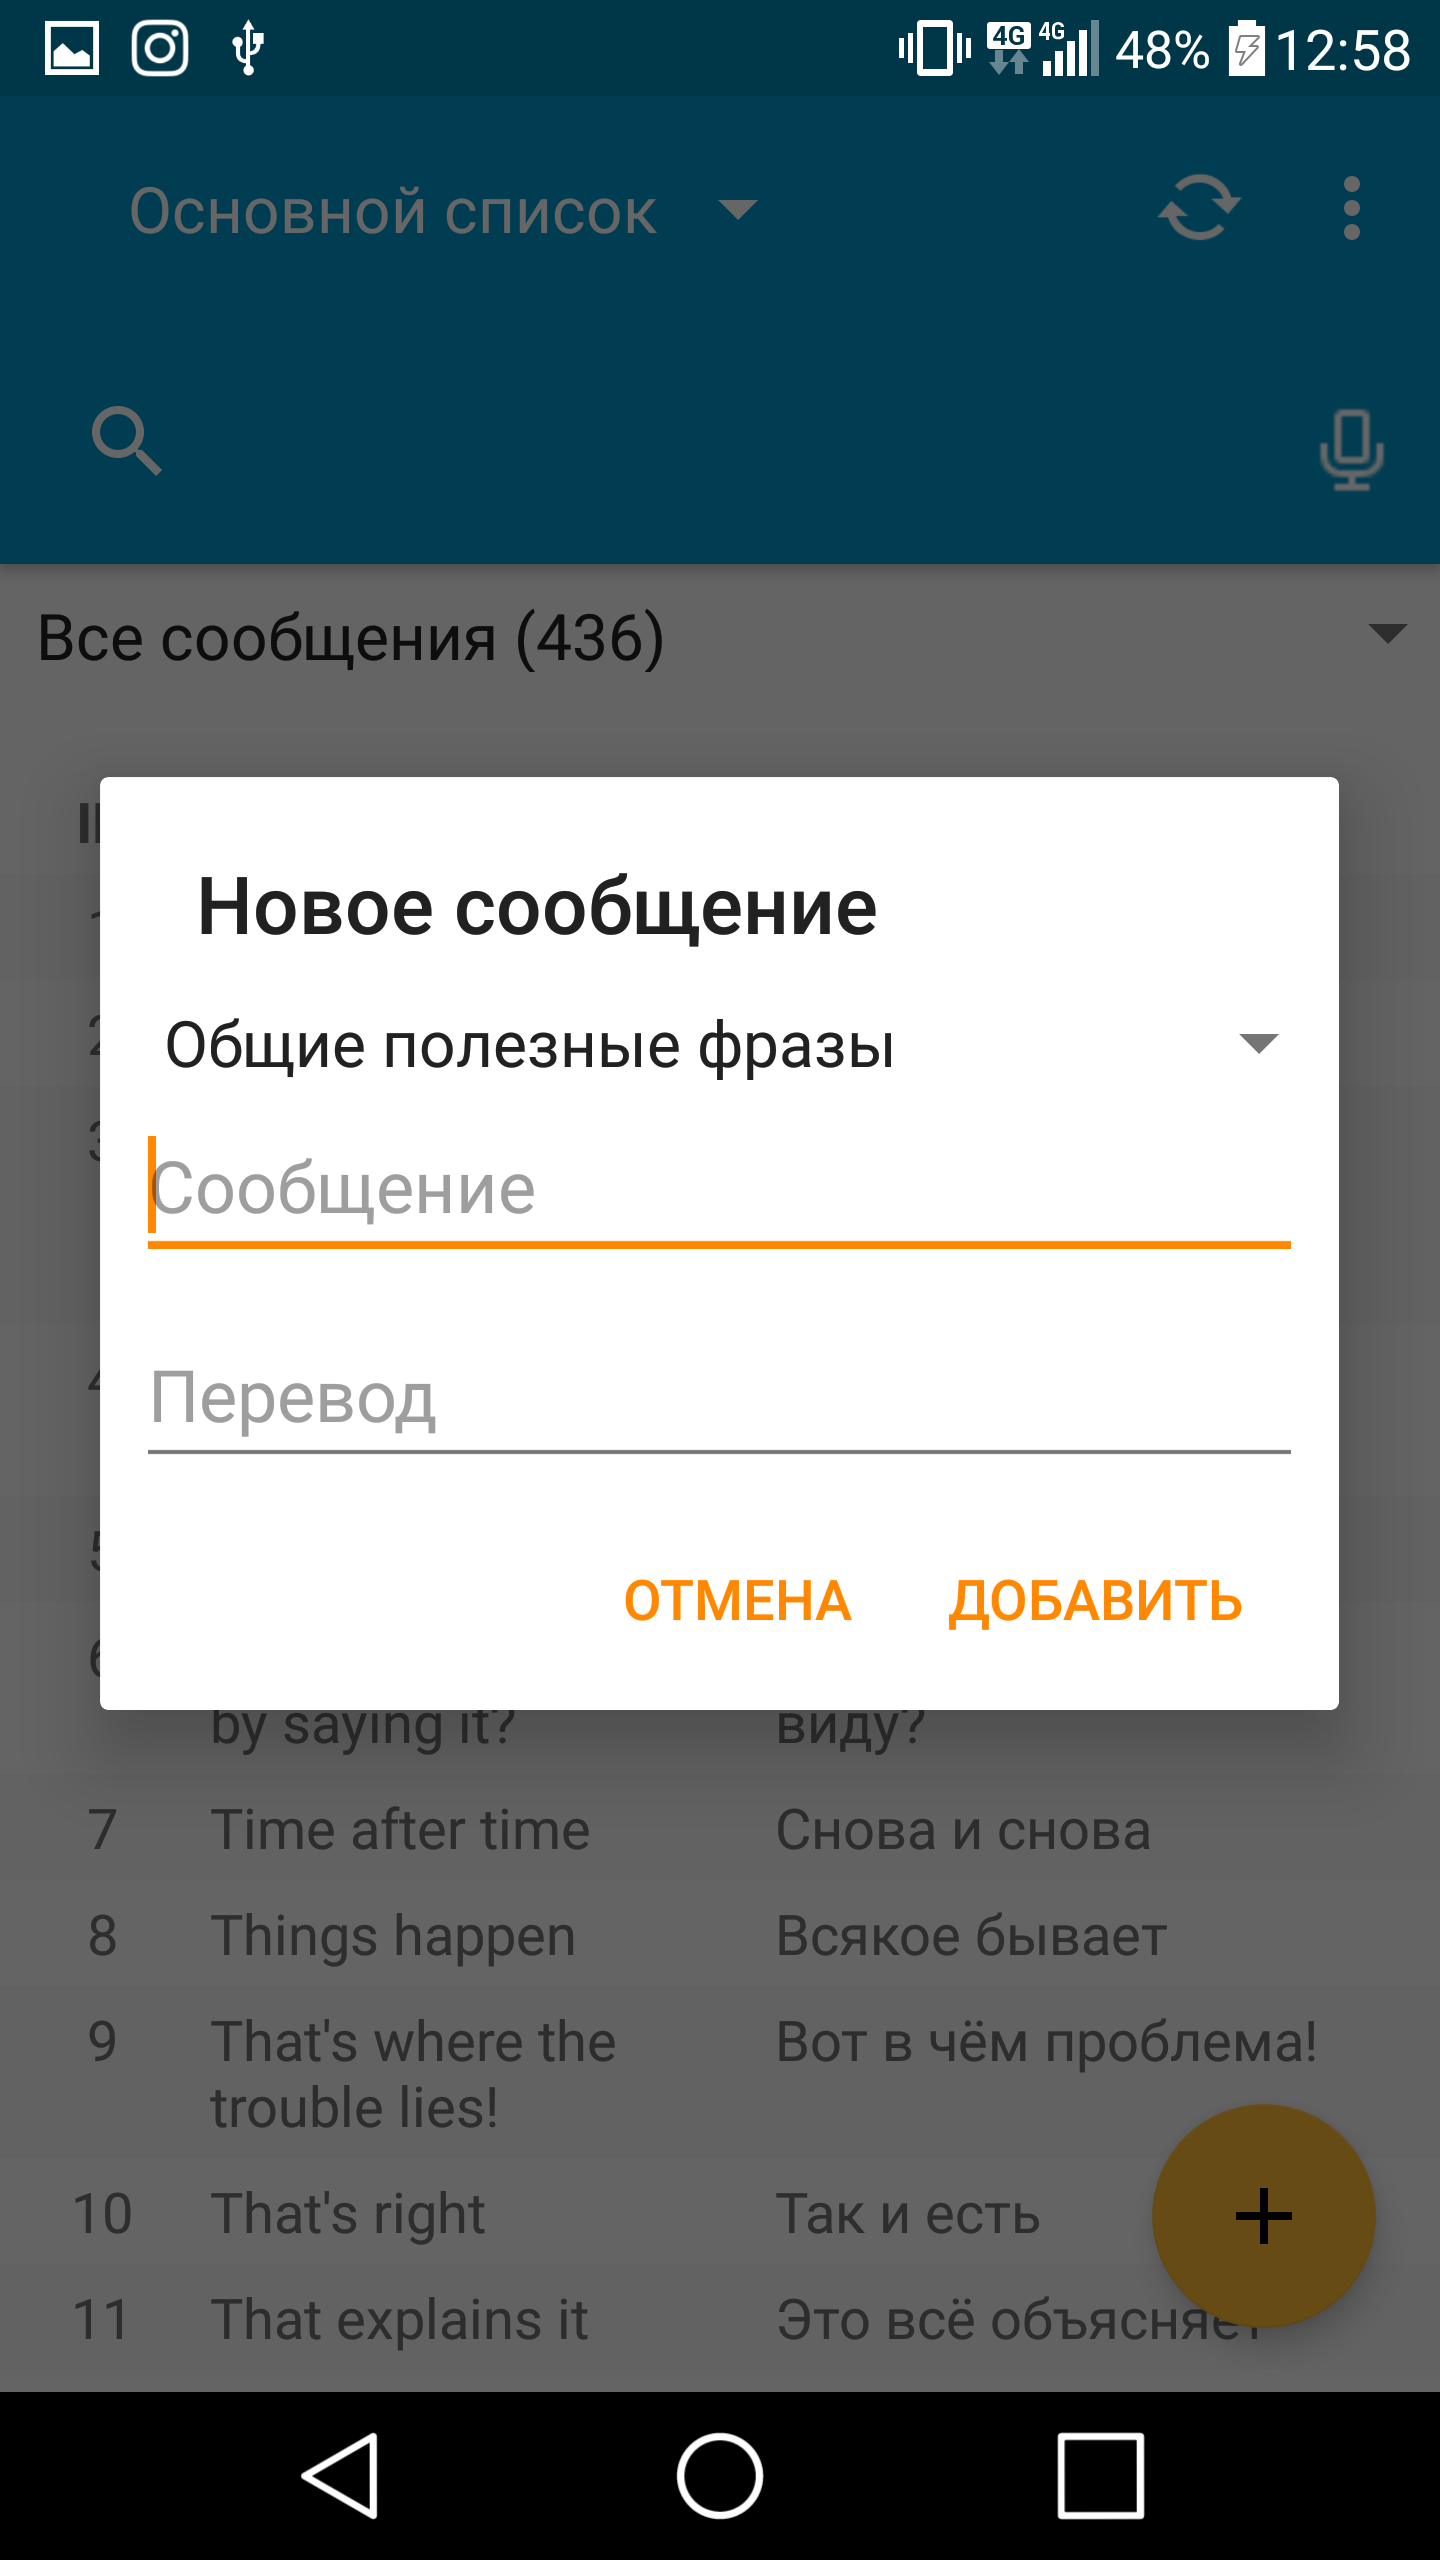 4G 4G 48% 12:58
Основной список
Все сообщения (436)
Новое сообщение
Общие полезные фразы
Сообщение
Перевод
ОТМЕНА ДОБАВИТЬ
by saying it? виду?
7 Time after time Снова и снова
8 Things happen Всякое бывает
9 That's where the Вот в чём проблема!
trouble lies!
10 That's right Так и есть
11 That explains it Это всё объясняет